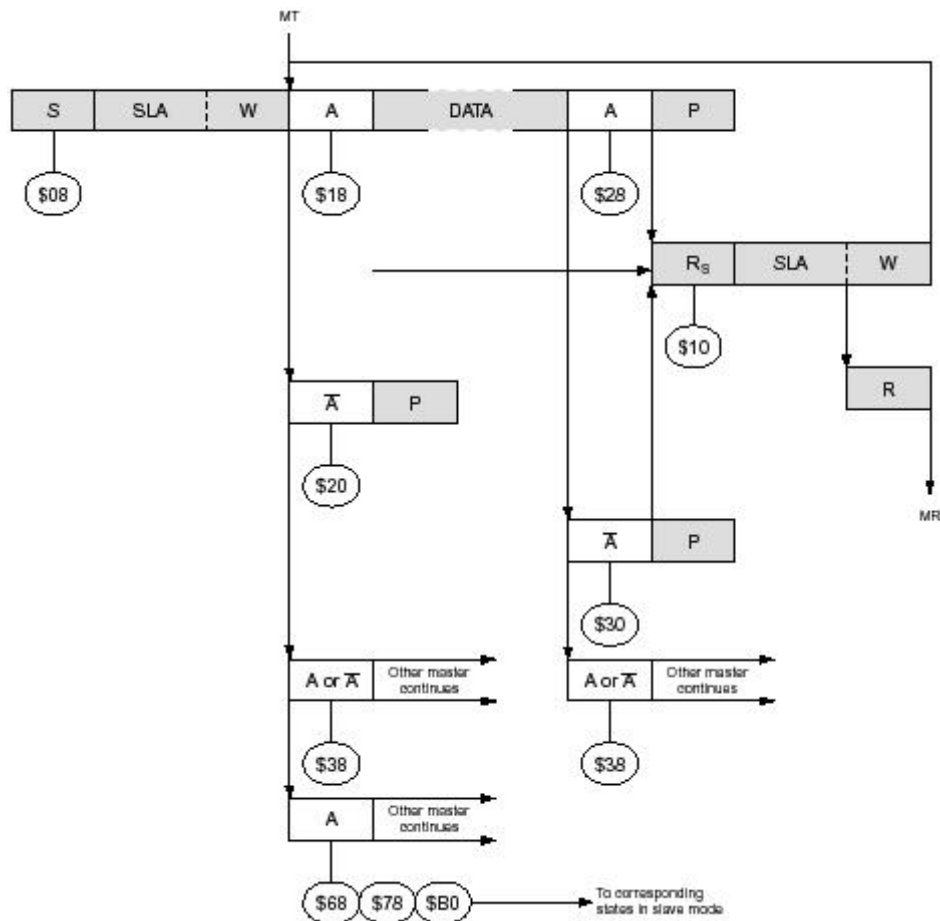 MT
S SLA W A DATA A P
$08 $18 $28
RS SLA W
$10
R
A̅ P
$20
MR
A̅ P
$30
A or A̅ Other master
continues
A or A̅ Other master
continues
$38 $38
A Other master
continues
$68 $78 $B0 To corresponding
states in slave mode